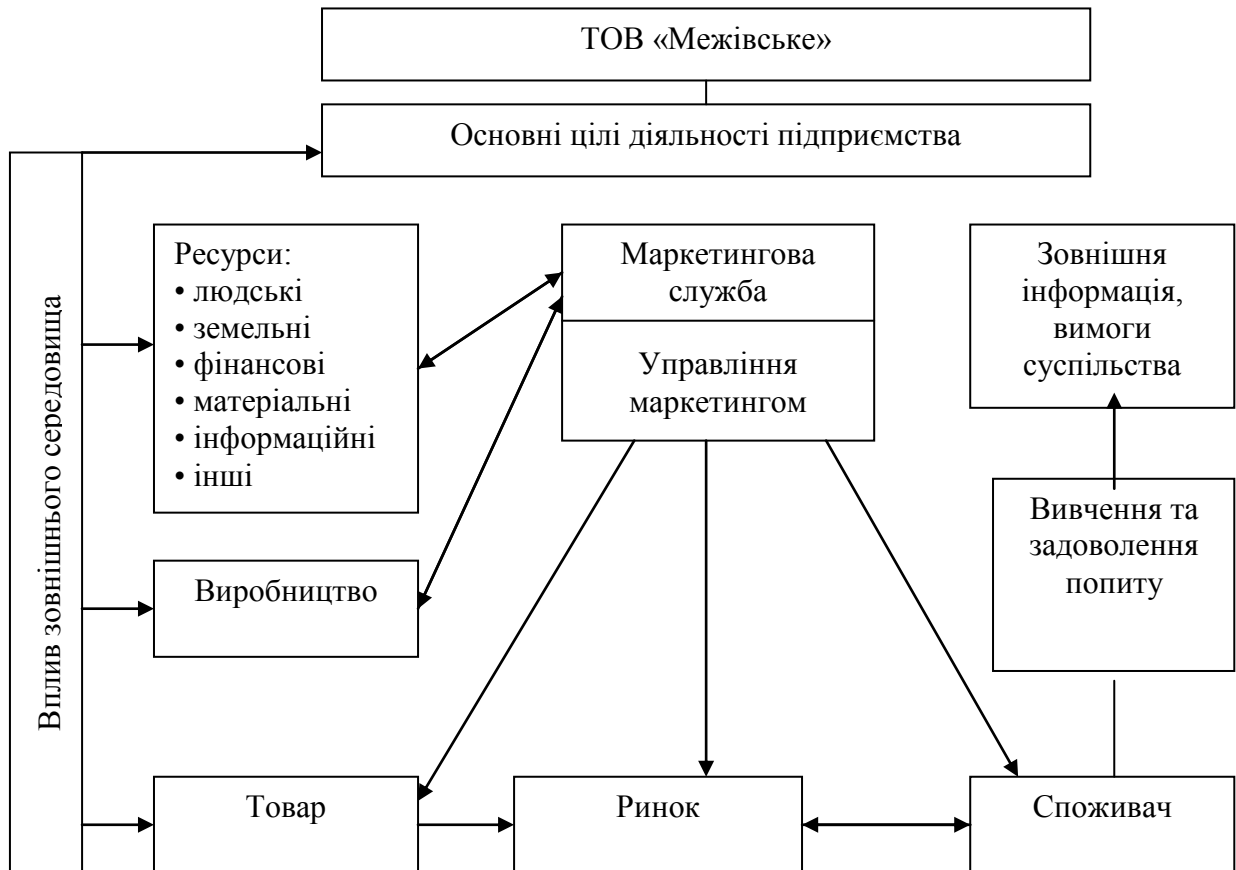 ТОВ «Межівське»
Основні цілі діяльності підприємства
Вплив зовнішнього середовища
Ресурси:
• людські
• земельні
• фінансові
• матеріальні
• інформаційні
• інші
Маркетингова
служба
Управління
маркетингом
Зовнішня
інформація,
вимоги
суспільства
Виробництво
Вивчення та
задоволення
попиту
Товар
Ринок
Споживач